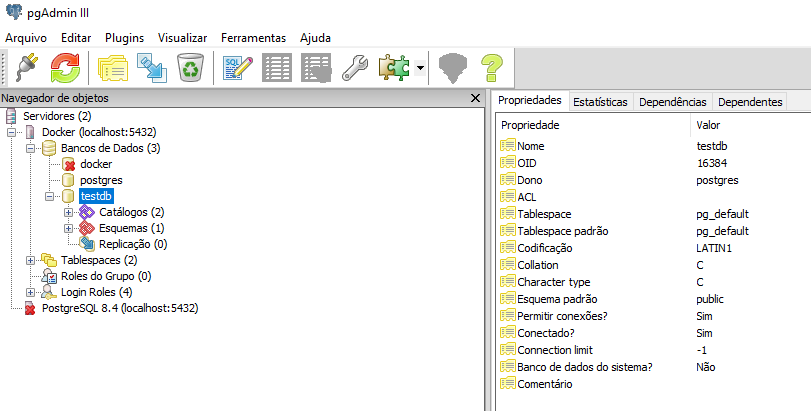 pgAdmin III
Arquivo Editar Plugins Visualizar Ferramentas Ajuda
SQL
Navegador de objetos
Servidores (2)
Docker (localhost:5432)
Bancos de Dados (3)
docker
postgres
testdb
Catálogos (2)
Esquemas (1)
Replicação (0)
Tablespaces (2)
Roles do Grupo (0)
Login Roles (4)
PostgreSQL 8.4 (localhost:5432)
Propriedades Estatísticas Dependências Dependentes
Propriedade Valor
Nome testdb
OID 16384
Dono postgres
ACL
Tablespace pg_default
Tablespace padrão pg_default
Codificação LATIN1
Collation C
Character type C
Esquema padrão public
Permitir conexões? Sim
Conectado? Sim
Connection limit -1
Banco de dados do sistema? Não
Comentário